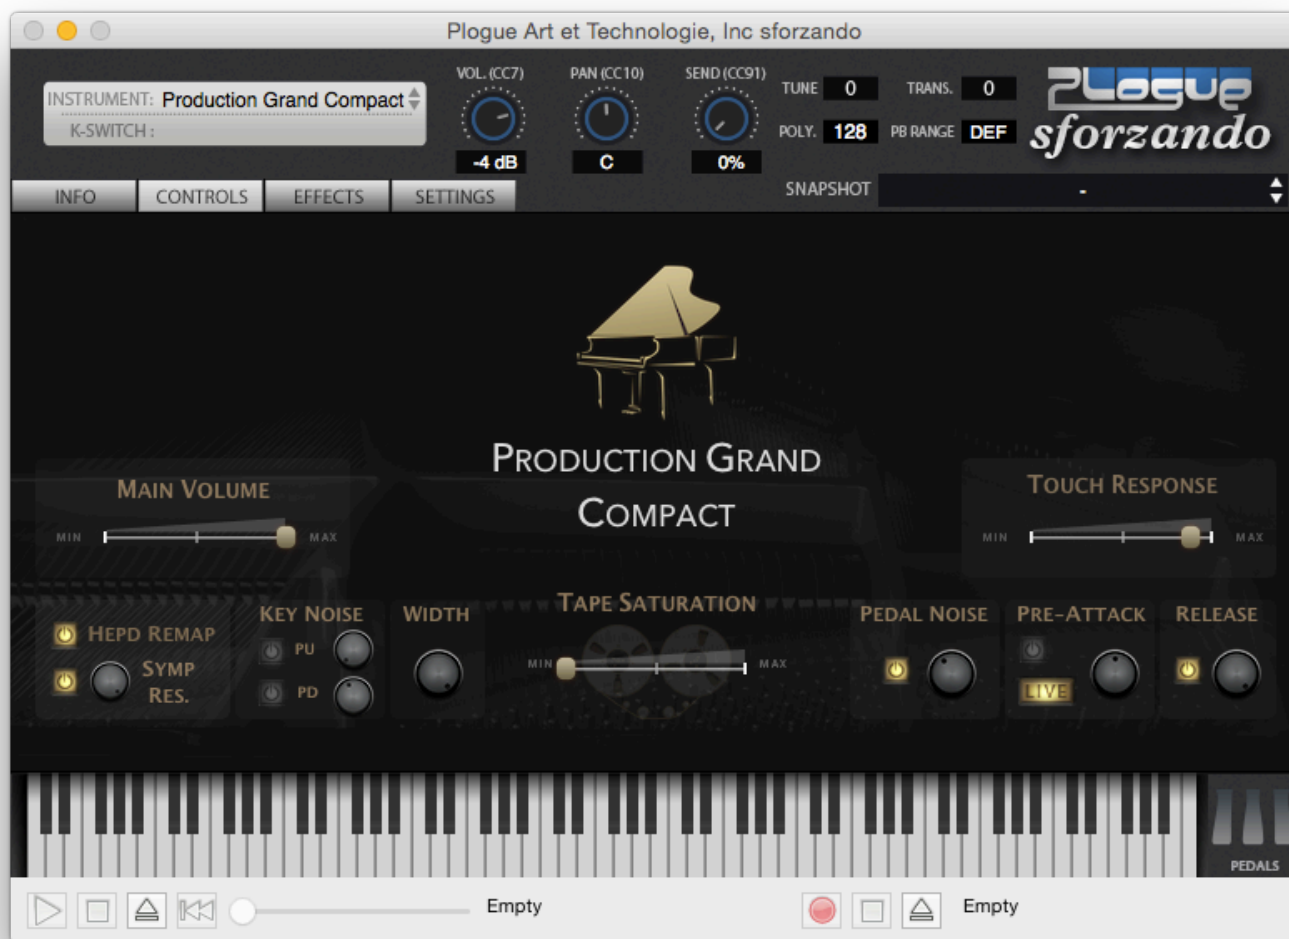 Plogue Art et Technologie, Inc sforzando
INSTRUMENT: Production Grand Compact
K-SWITCH :
VOL. (CC7)
-4 dB
PAN (CC10)
C
SEND (CC91)
0%
TUNE 0
TRANS. 0
POLY. 128
PB RANGE DEF
Plogue
sforzando
INFO
CONTROLS
EFFECTS
SETTINGS
SNAPSHOT -
PRODUCTION GRAND
COMPACT
MAIN VOLUME
MIN MAX
TOUCH RESPONSE
MIN MAX
HEPD REMAP
SYMP
RES.
KEY NOISE
PU
PD
WIDTH
TAPE SATURATION
MIN MAX
PEDAL NOISE
PRE-ATTACK
LIVE
RELEASE
PEDALS
Empty
Empty